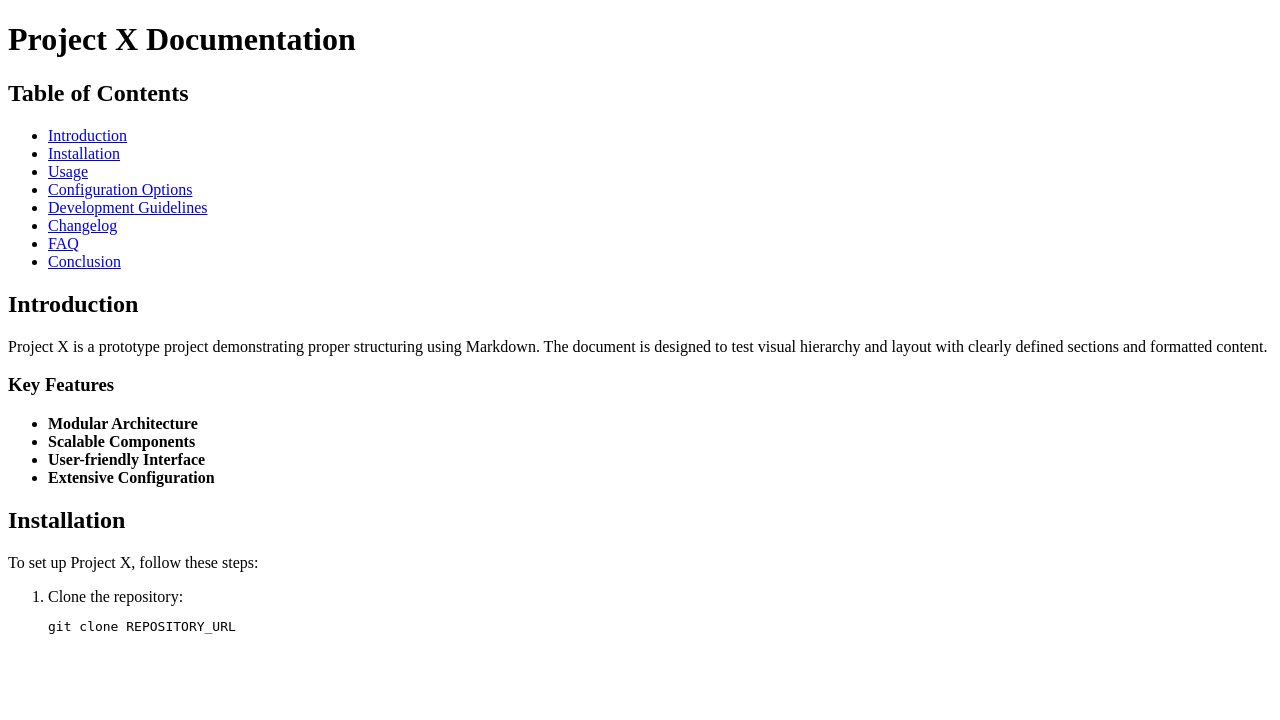 Project X Documentation
Table of Contents
Introduction
Installation
Usage
Configuration Options
Development Guidelines
Changelog
FAQ
Conclusion
Introduction
Project X is a prototype project demonstrating proper structuring using Markdown. The document is designed to test visual hierarchy and layout with clearly defined sections and formatted content.
Key Features
Modular Architecture
Scalable Components
User-friendly Interface
Extensive Configuration
Installation
To set up Project X, follow these steps:
1. Clone the repository:
git clone REPOSITORY_URL